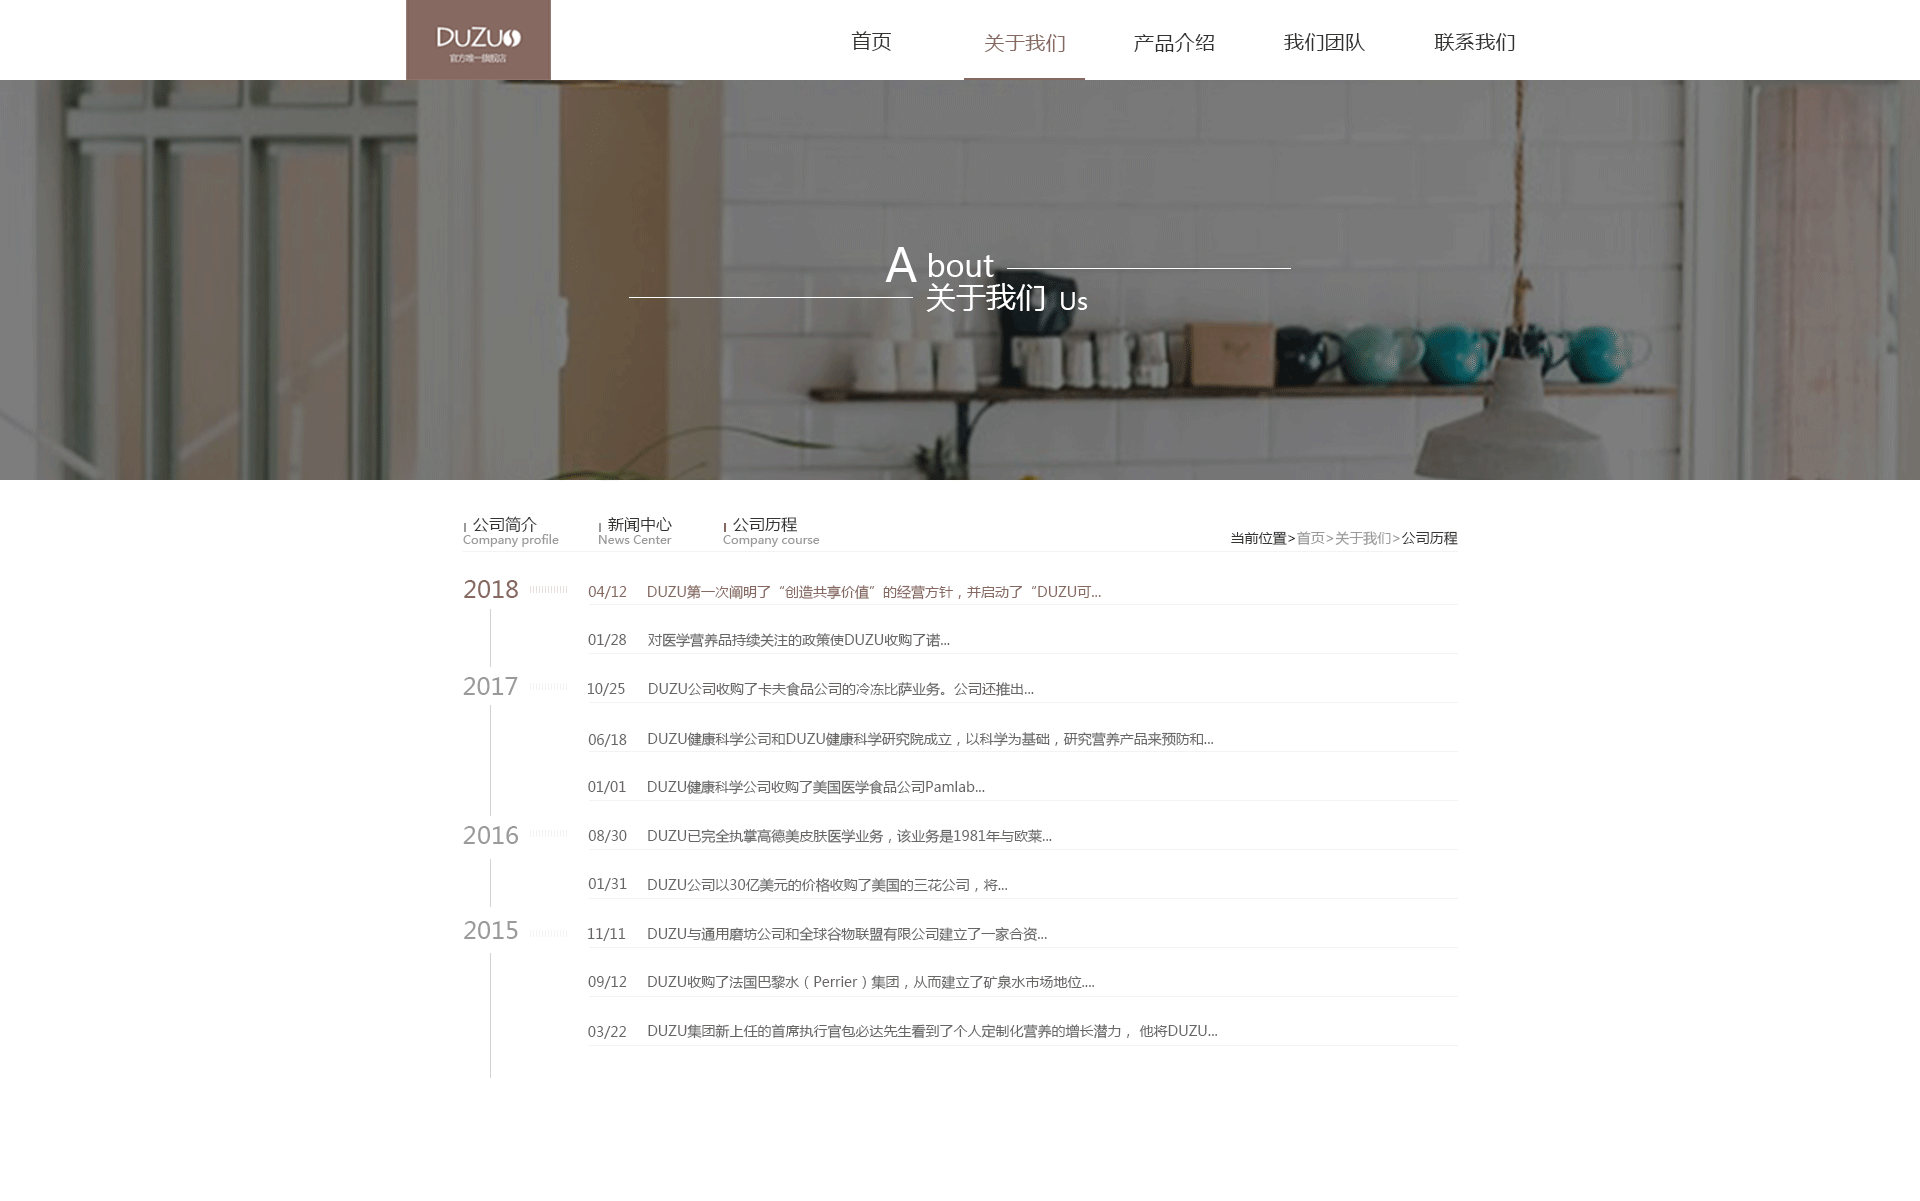 DUZUO
官方唯一旗舰店
首页
关于我们
产品介绍
我们团队
联系我们
A bout
关于我们 Us
公司简介
Company profile
新闻中心
News Center
公司历程
Company course
当前位置>首页>关于我们>公司历程
2018
04/12 DUZU第一次阐明了“创造共享价值”的经营方针，并启动了“DUZU可...
01/28 对医学营养品持续关注的政策使DUZU收购了诺...
2017
10/25 DUZU公司收购了卡夫食品公司的冷冻比萨业务。公司还推出...
06/18 DUZU健康科学公司和DUZU健康科学研究院成立，以科学为基础，研究营养产品来预防和...
01/01 DUZU健康科学公司收购了美国医学食品公司Pamlab...
2016
08/30 DUZU已完全执掌高德美皮肤医学业务，该业务是1981年与欧莱...
01/31 DUZU公司以30亿美元的价格收购了美国的三花公司，将...
2015
11/11 DUZU与通用磨坊公司和全球谷物联盟有限公司建立了一家合资...
09/12 DUZU收购了法国巴黎水（Perrier）集团，从而建立了矿泉水市场地位....
03/22 DUZU集团新上任的首席执行官包必达先生看到了个人定制化营养的增长潜力， 他将DUZU...